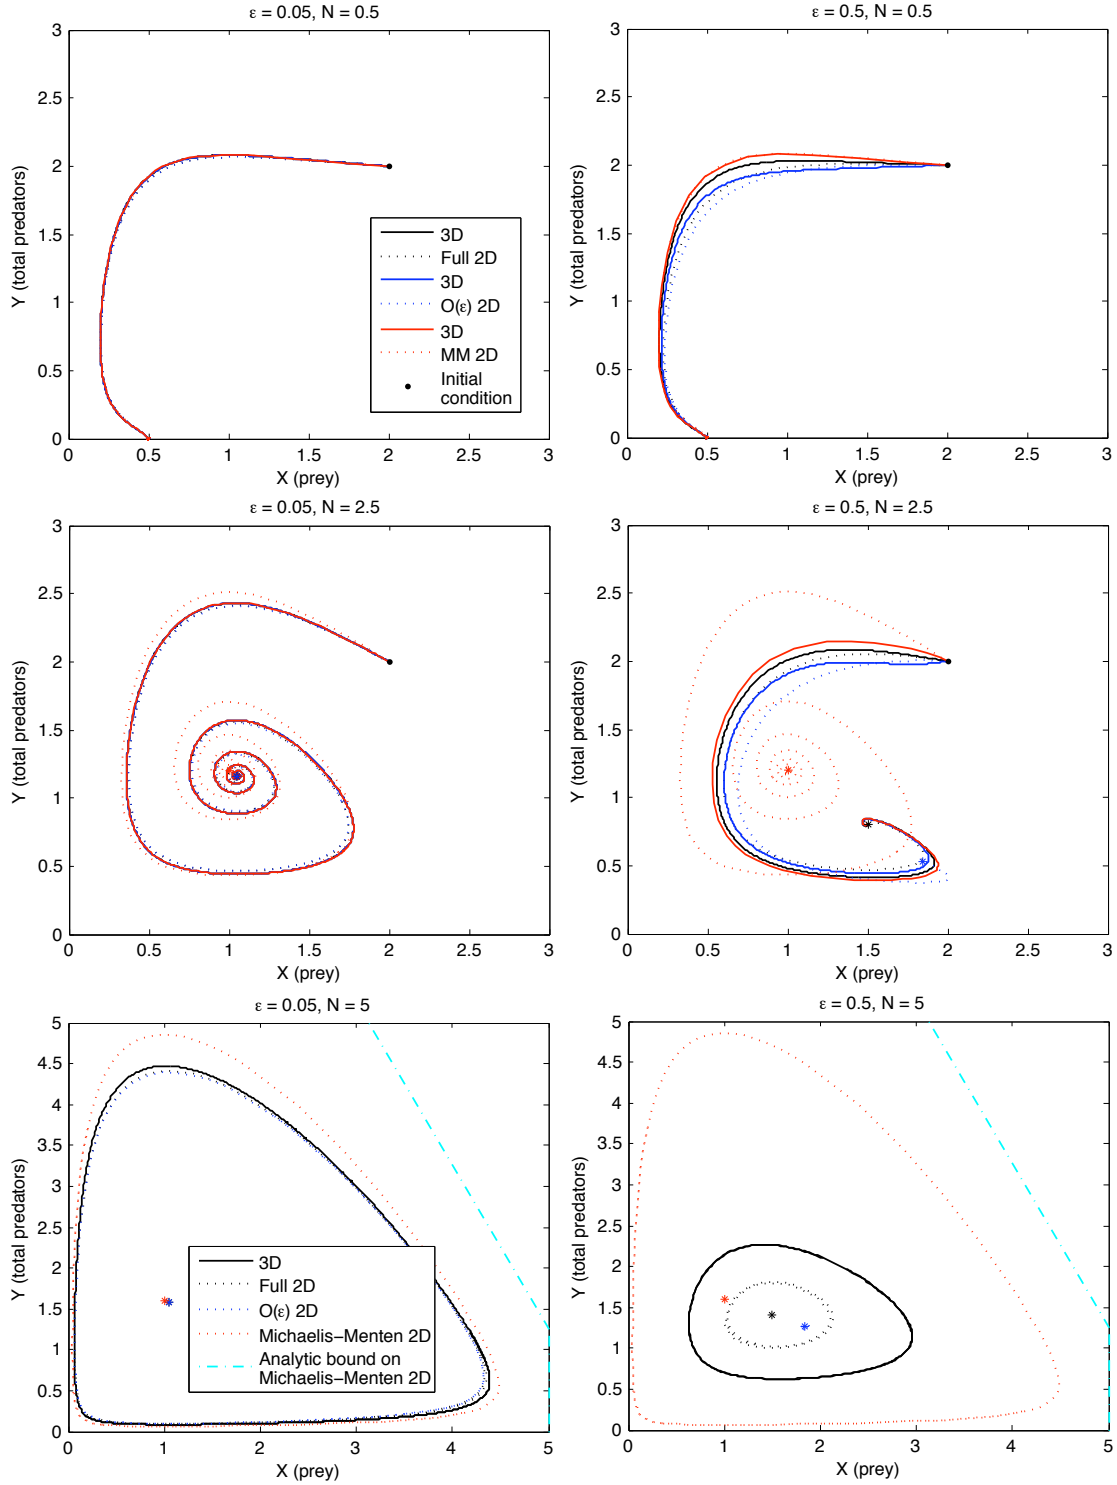 ε = 0.05, N = 0.5
3
2.5
2
1.5
1
0.5
0
Y (total predators)
0 0.5 1 1.5 2 2.5 3
X (prey)
3D
Full 2D
3D
O(ε) 2D
3D
MM 2D
Initial
condition
ε = 0.5, N = 0.5
3
2.5
2
1.5
1
0.5
0
Y (total predators)
0 0.5 1 1.5 2 2.5 3
X (prey)
ε = 0.05, N = 2.5
3
2.5
2
1.5
1
0.5
0
Y (total predators)
0 0.5 1 1.5 2 2.5 3
X (prey)
ε = 0.5, N = 2.5
3
2.5
2
1.5
1
0.5
0
Y (total predators)
0 0.5 1 1.5 2 2.5 3
X (prey)
ε = 0.05, N = 5
5
4.5
4
3.5
3
2.5
2
1.5
1
0.5
0
Y (total predators)
0 1 2 3 4 5
X (prey)
3D
Full 2D
O(ε) 2D
Michaelis−Menten 2D
Analytic bound on
Michaelis−Menten 2D
ε = 0.5, N = 5
5
4.5
4
3.5
3
2.5
2
1.5
1
0.5
0
Y (total predators)
0 1 2 3 4 5
X (prey)